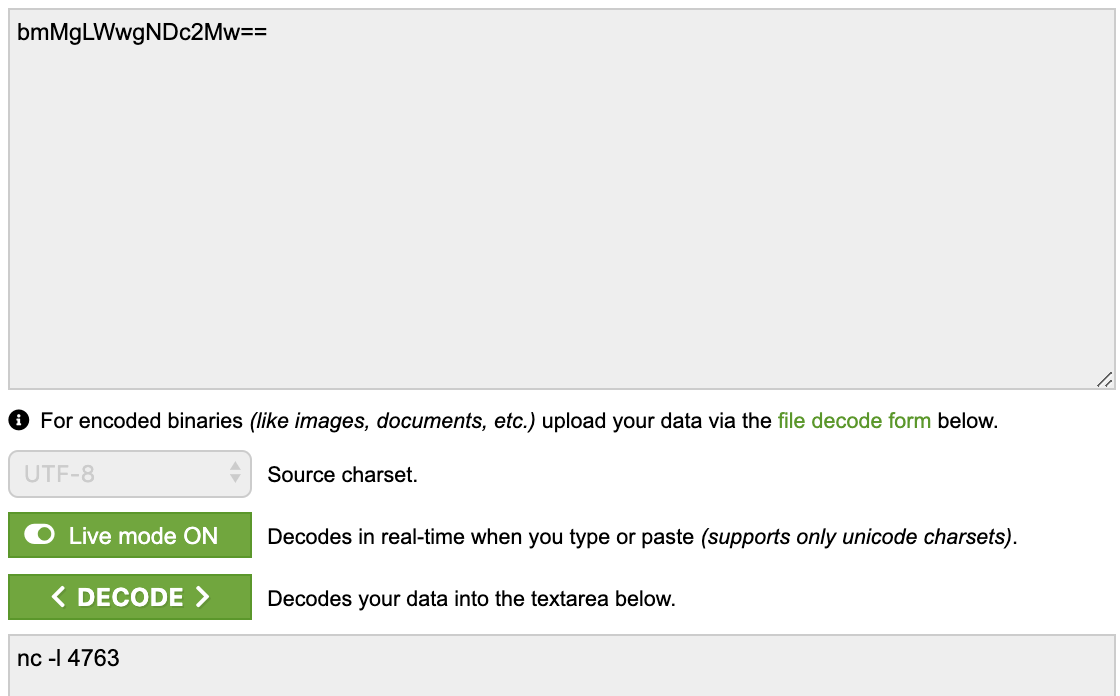 bmMgLWwgNDc2Mw==
For encoded binaries (like images, documents, etc.) upload your data via the file decode form below.
UTF-8 Source charset.
Live mode ON Decodes in real-time when you type or paste (supports only unicode charsets).
< DECODE > Decodes your data into the textarea below.
nc -l 4763